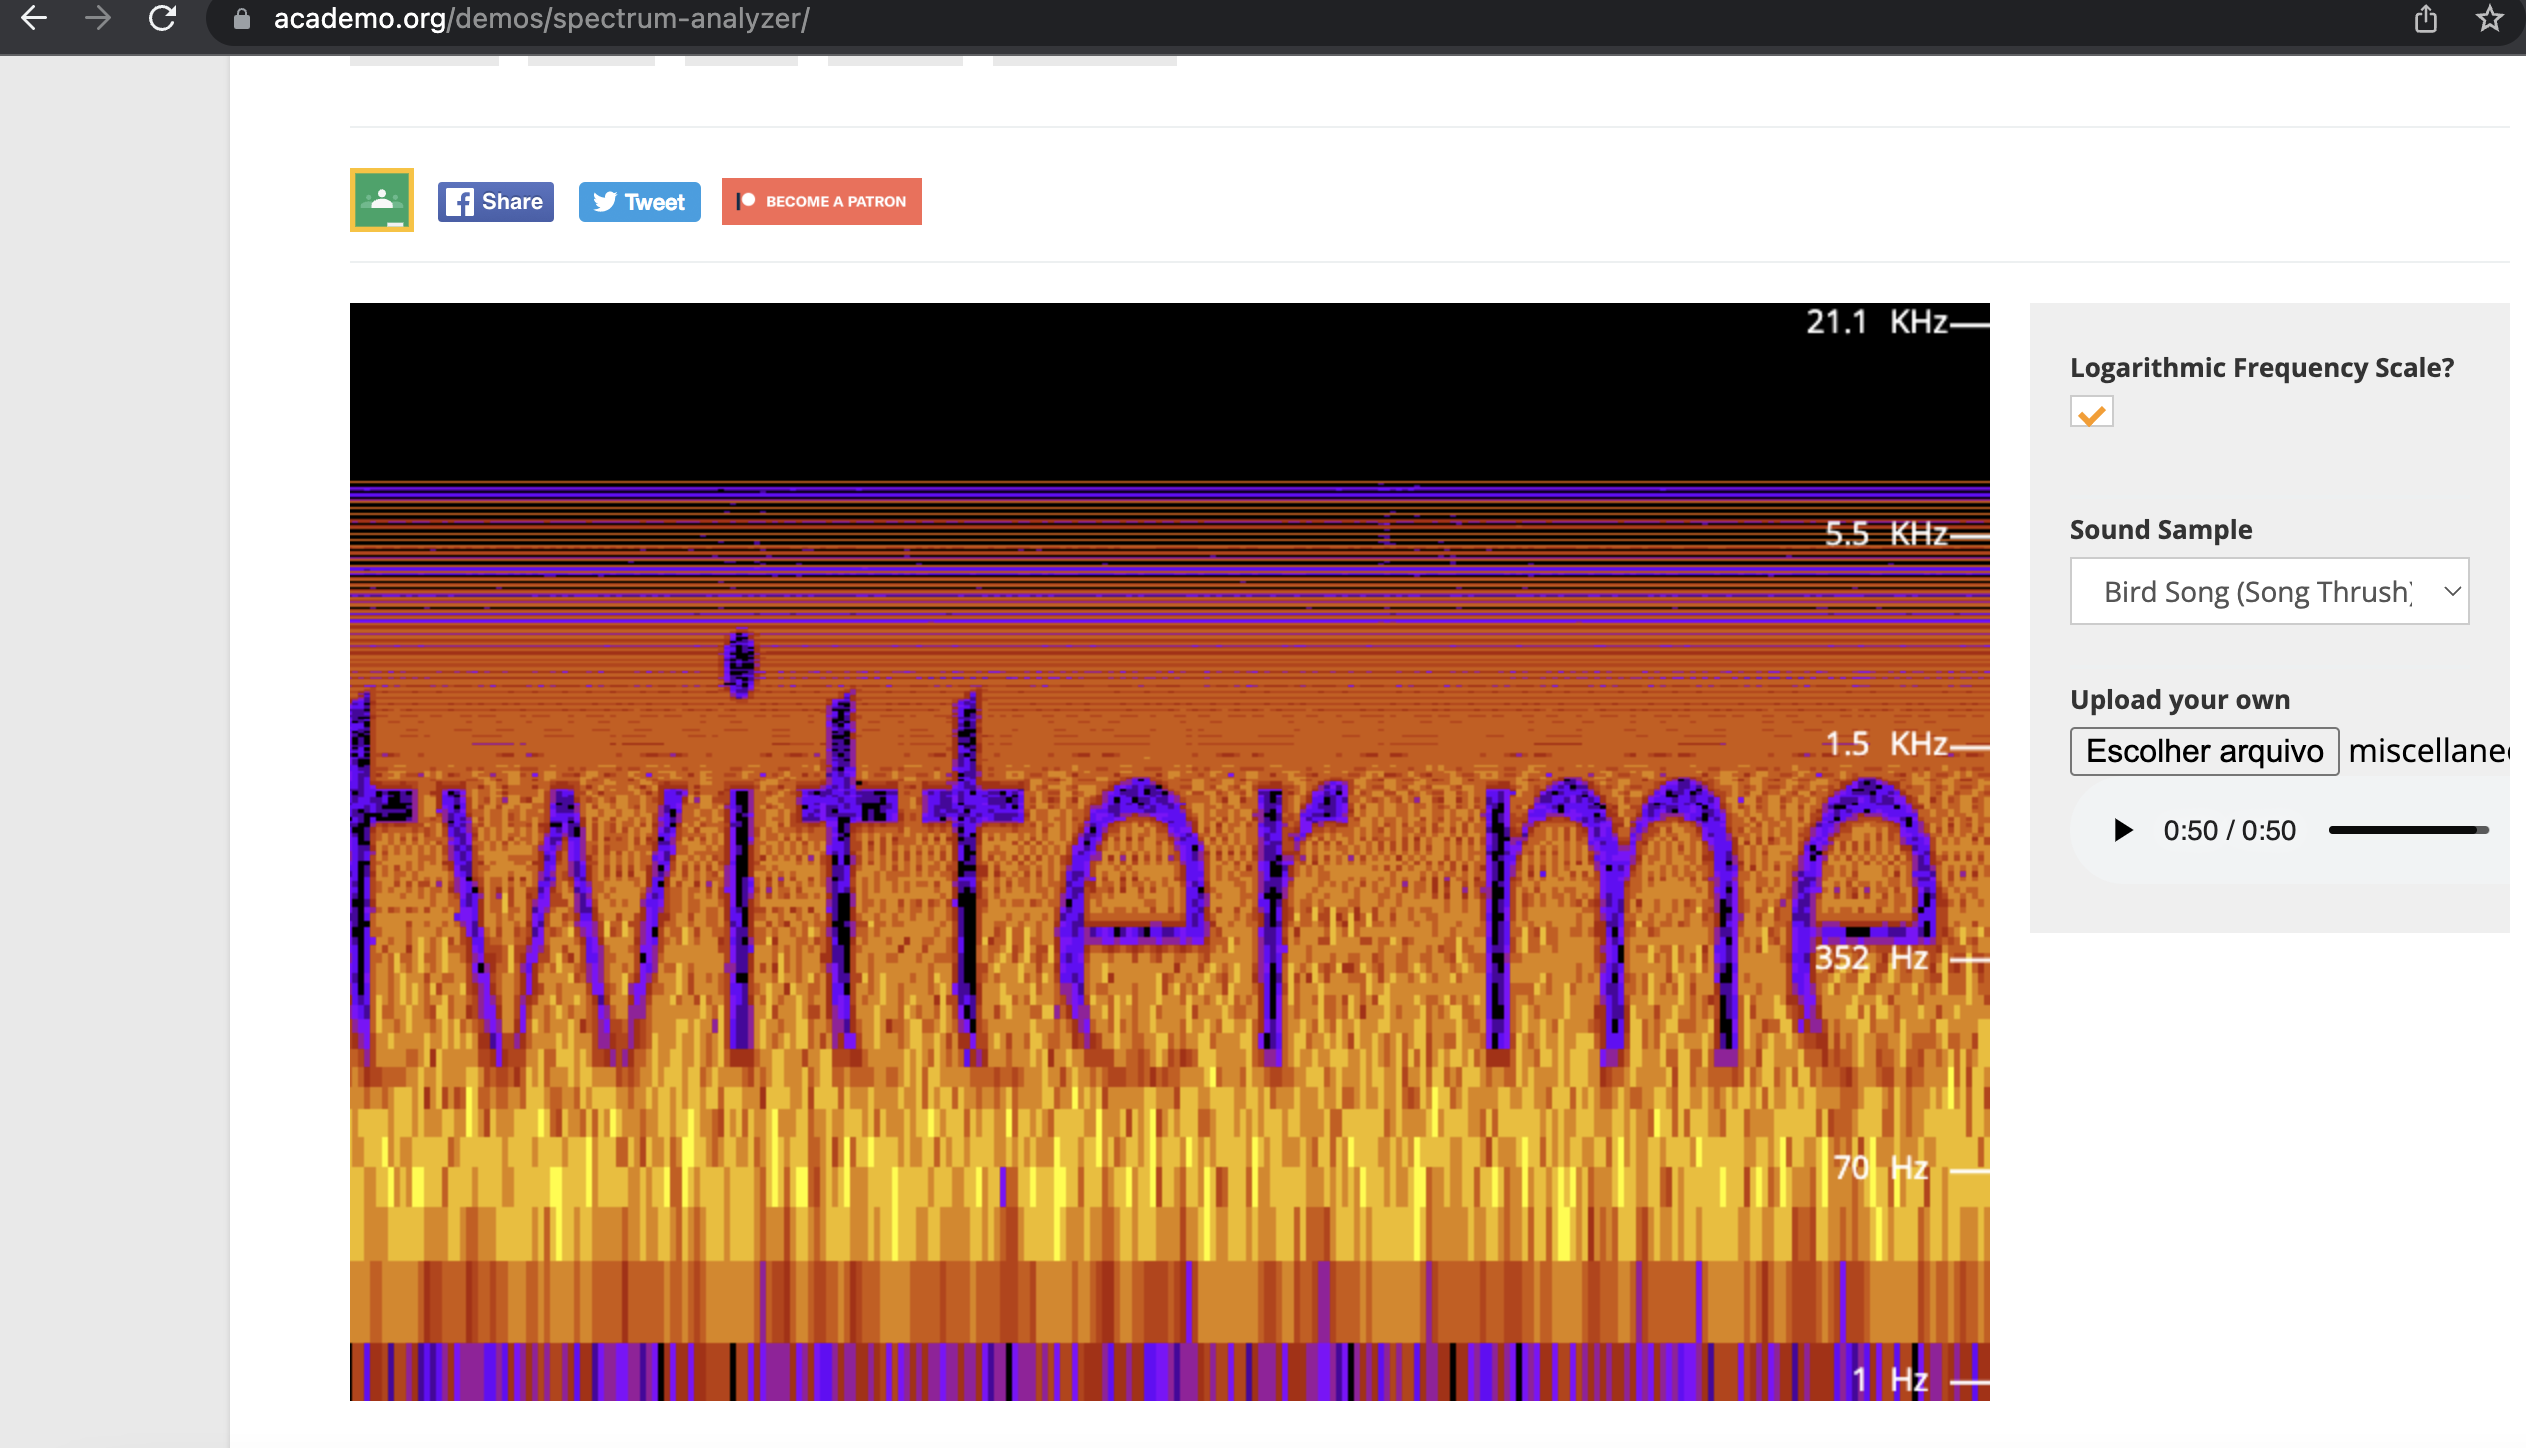 academo.org/demos/spectrum-analyzer/
Share
Tweet
BECOME A PATRON
21.1 KHz
Logarithmic Frequency Scale?
5.5 KHz
Sound Sample
Bird Song (Song Thrush)
Upload your own
1.5 KHz
Escolher arquivo miscellane
twitter me
0:50 / 0:50
352 Hz
70 Hz
1 Hz